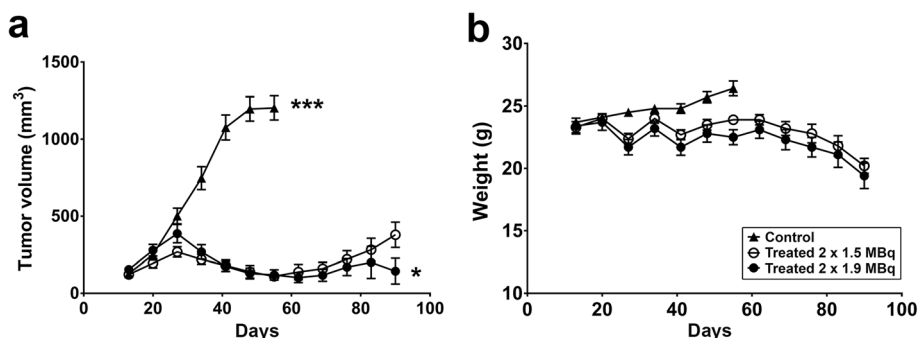 a
Tumor volume (mm³)
1500
1000
500
0
0 20 40 60 80 100
Days
***
*
b
Weight (g)
30
25
20
15
10
0 20 40 60 80 100
Days
Control
Treated 2 x 1.5 MBq
Treated 2 x 1.9 MBq